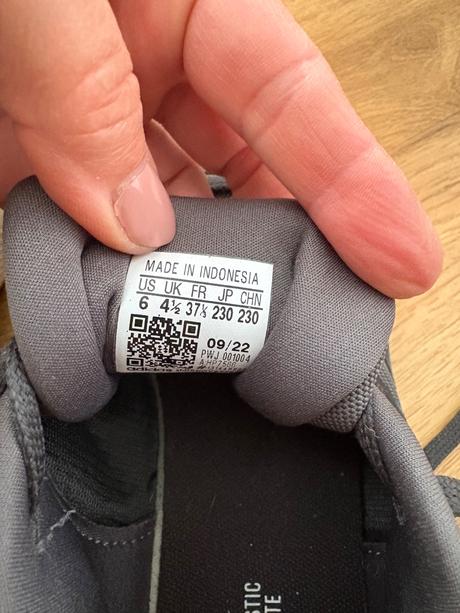 MADE IN INDONESIA
US UK FR JP CHN
6 4½ 37⅓ 230 230
09/22
PWJ 001004
adidas